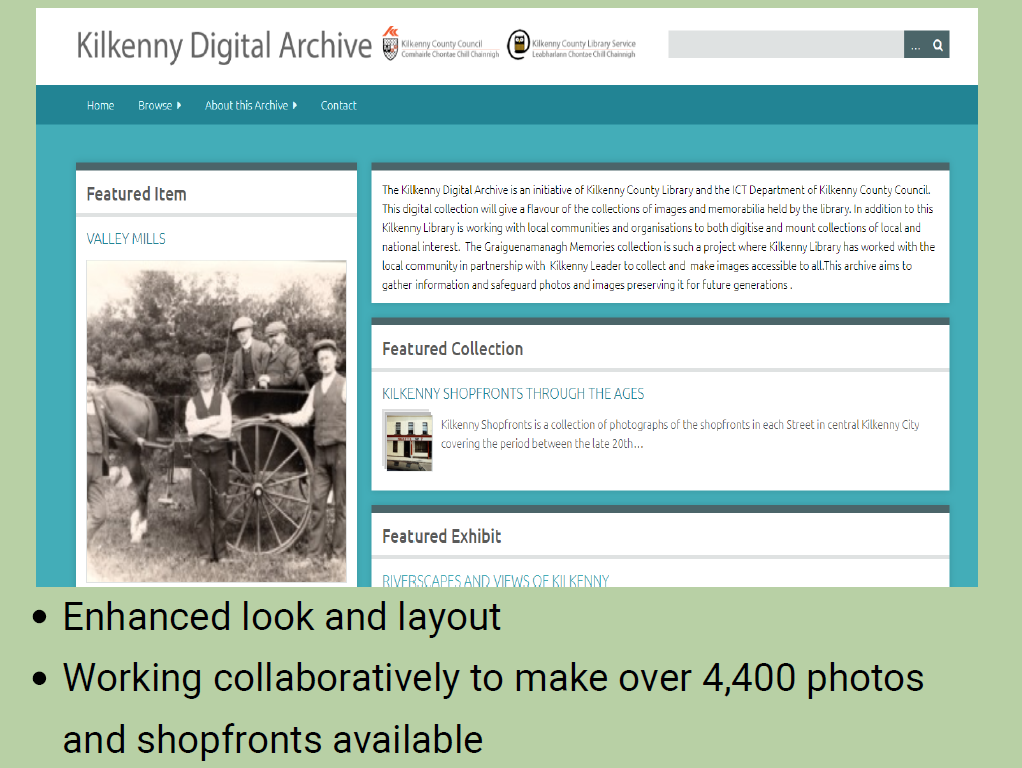 Kilkenny Digital Archive
Kilkenny County Council
Comhairle Chontae Chill Chainnigh
Kilkenny County Library Service
Leabharlann Chontae Chill Chainnigh
...
Home Browse About this Archive Contact
Featured Item
VALLEY MILLS
The Kilkenny Digital Archive is an initiative of Kilkenny County Library and the ICT Department of Kilkenny County Council.
This digital collection will give a flavour of the collections of images and memorabilia held by the library. In addition to this
Kilkenny Library is working with local communities and organisations to both digitise and mount collections of local and
national interest. The Graiguenamanagh Memories collection is such a project where Kilkenny Library has worked with the
local community in partnership with Kilkenny Leader to collect and make images accessible to all.This archive aims to
gather information and safeguard photos and images preserving it for future generations .
Featured Collection
KILKENNY SHOPFRONTS THROUGH THE AGES
Kilkenny Shopfronts is a collection of photographs of the shopfronts in each Street in central Kilkenny City
covering the period between the late 20th...
Featured Exhibit
RIVERSCAPES AND VIEWS OF KILKENNY
• Enhanced look and layout
• Working collaboratively to make over 4,400 photos
and shopfronts available